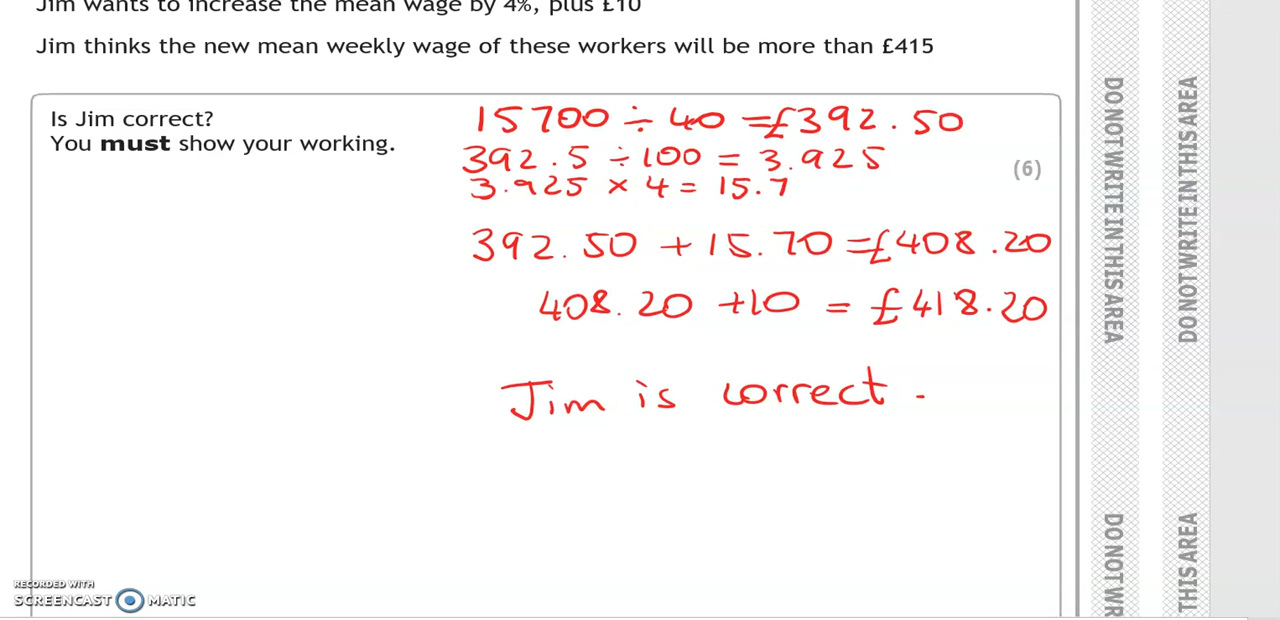 Jim wants to increase the mean wage by 4%, plus £10
Jim thinks the new mean weekly wage of these workers will be more than £415
Is Jim correct?
You must show your working.
(6)
15700 ÷ 40 = £392.50
392.5 ÷ 100 = 3.925
3.925 × 4 = 15.7
392.50 + 15.70 = £408.20
408.20 + 10 = £418.20
Jim is correct.
DO NOT WRITE IN THIS AREA
DO NOT WRITE IN THIS AREA
DO NOT WR
THIS AREA
RECORDED WITH
SCREENCAST MATIC